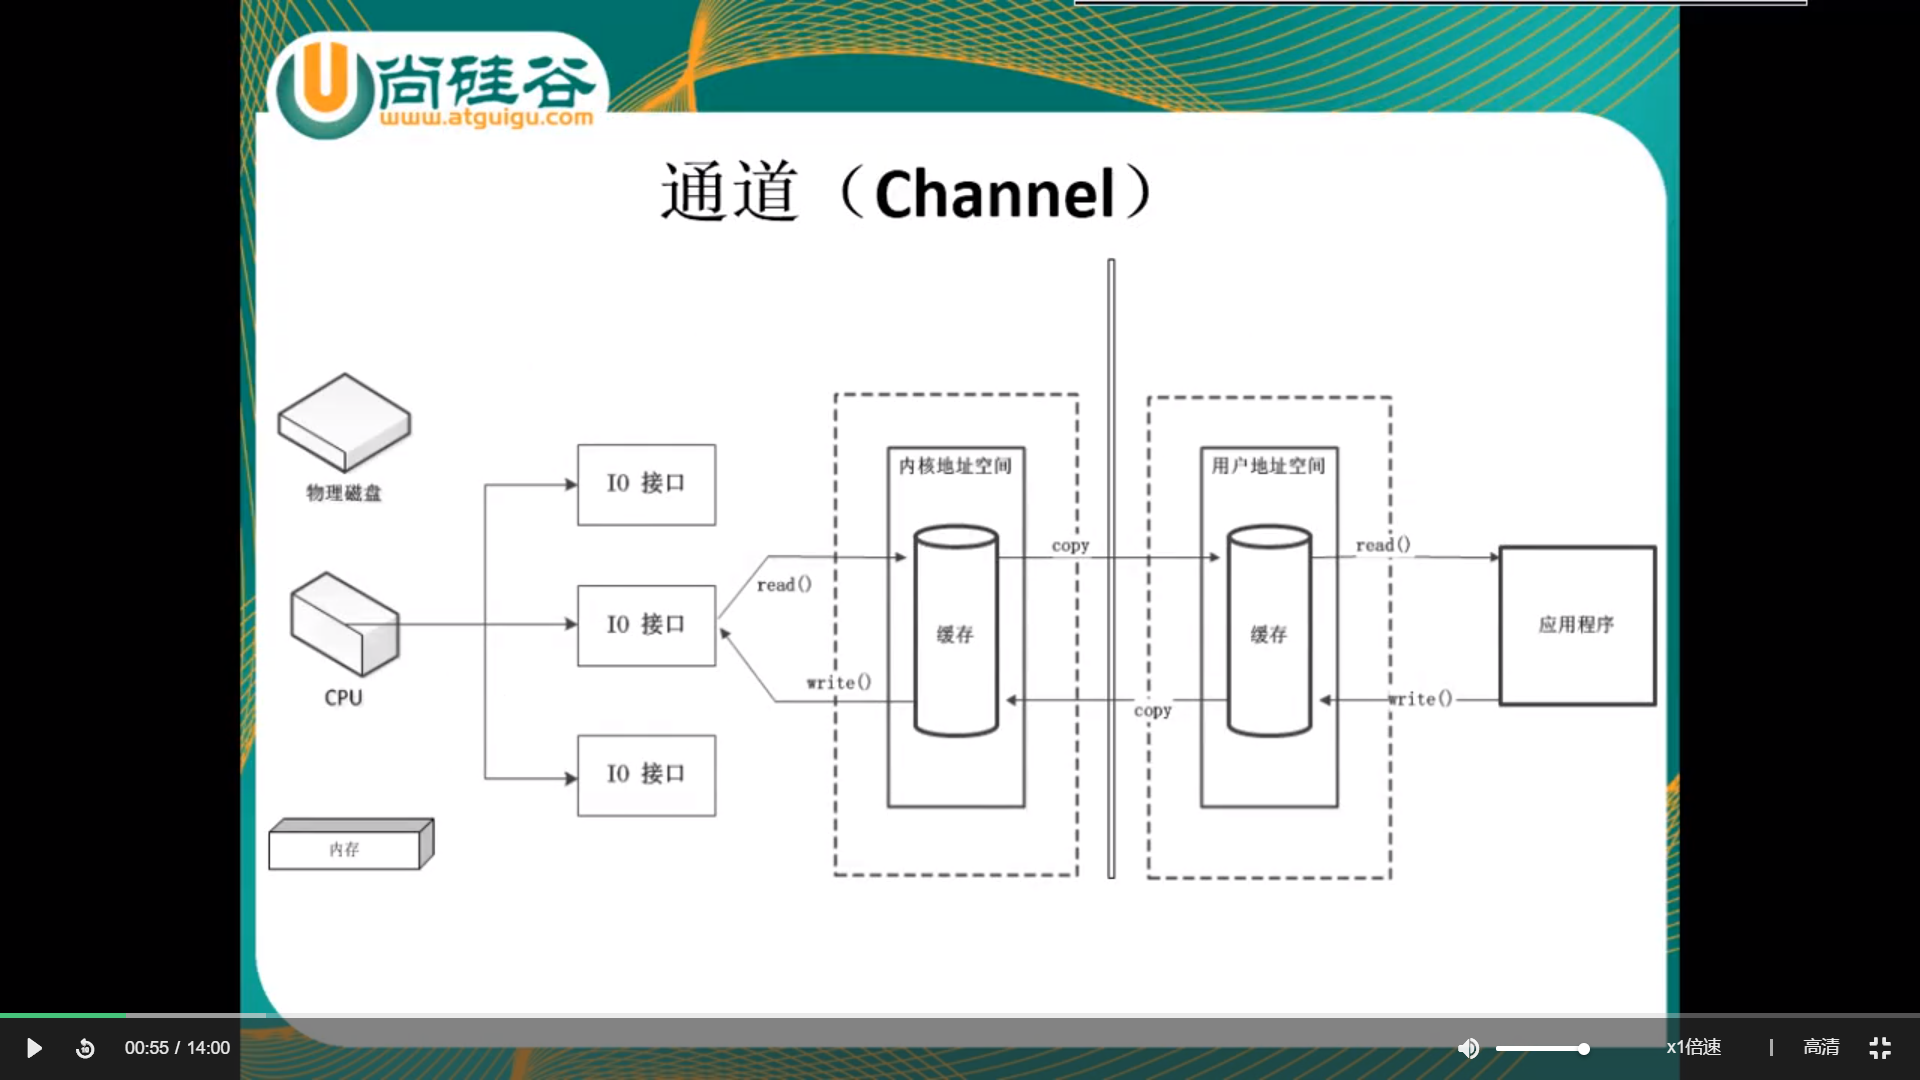 尚硅谷
www.atguigu.com
通道（Channel）
物理磁盘
CPU
内存
IO 接口
IO 接口
IO 接口
read()
write()
内核地址空间
缓存
copy
copy
用户地址空间
缓存
read()
write()
应用程序
00:55 / 14:00
x1倍速
高清